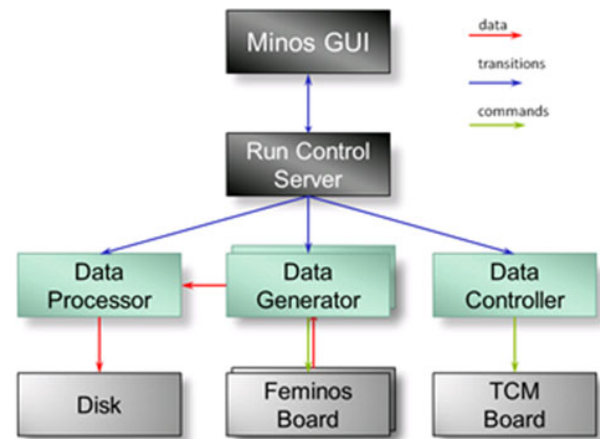 Minos GUI
data
transitions
commands
Run Control
Server
Data
Processor
Data
Generator
Data
Controller
Disk
Feminos
Board
TCM
Board